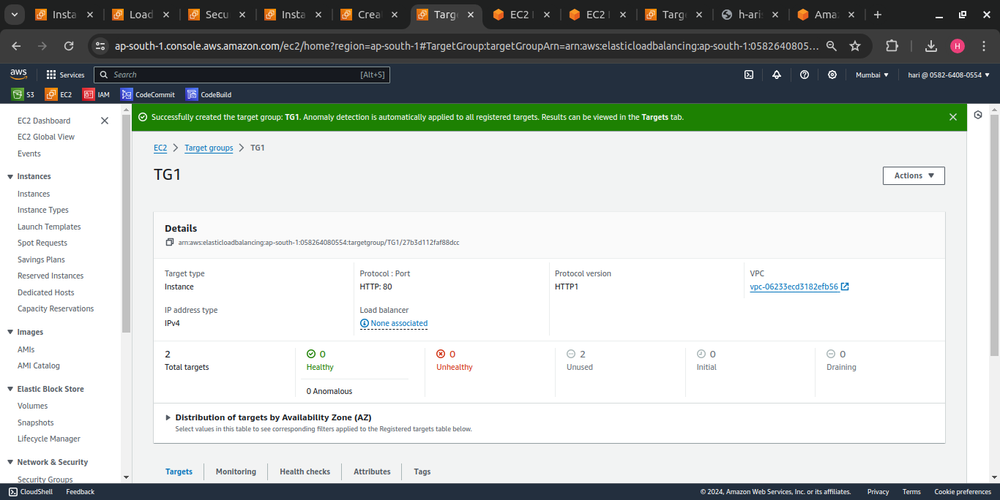 Insta
Load
Secu
Insta
Crea
Targ
EC2
EC2
Targ
h-ari
Ama
ap-south-1.console.aws.amazon.com/ec2/home?region=ap-south-1#TargetGroup:targetGroupArn=arn:aws:elasticloadbalancing:ap-south-1:0582640805...
H
aws
Services
Search
[Alt+S]
Mumbai
hari @ 0582-6408-0554
S3
EC2
IAM
CodeCommit
CodeBuild
EC2 Dashboard
EC2 Global View
Events
Instances
Instances
Instance Types
Launch Templates
Spot Requests
Savings Plans
Reserved Instances
Dedicated Hosts
Capacity Reservations
Images
AMIs
AMI Catalog
Elastic Block Store
Volumes
Snapshots
Lifecycle Manager
Network & Security
Security Groups
Successfully created the target group: TG1. Anomaly detection is automatically applied to all registered targets. Results can be viewed in the Targets tab.
EC2 > Target groups > TG1
TG1
Actions
Details
arn:aws:elasticloadbalancing:ap-south-1:058264080554:targetgroup/TG1/27b3d112faf88dcc
Target type
Instance
Protocol : Port
HTTP: 80
Protocol version
HTTP1
VPC
vpc-06233ecd3182efb56
IP address type
IPv4
Load balancer
None associated
2
Total targets
0
Healthy
0 Anomalous
0
Unhealthy
2
Unused
0
Initial
0
Draining
Distribution of targets by Availability Zone (AZ)
Select values in this table to see corresponding filters applied to the Registered targets table below.
Targets
Monitoring
Health checks
Attributes
Tags
CloudShell
Feedback
© 2024, Amazon Web Services, Inc. or its affiliates.
Privacy
Terms
Cookie preferences